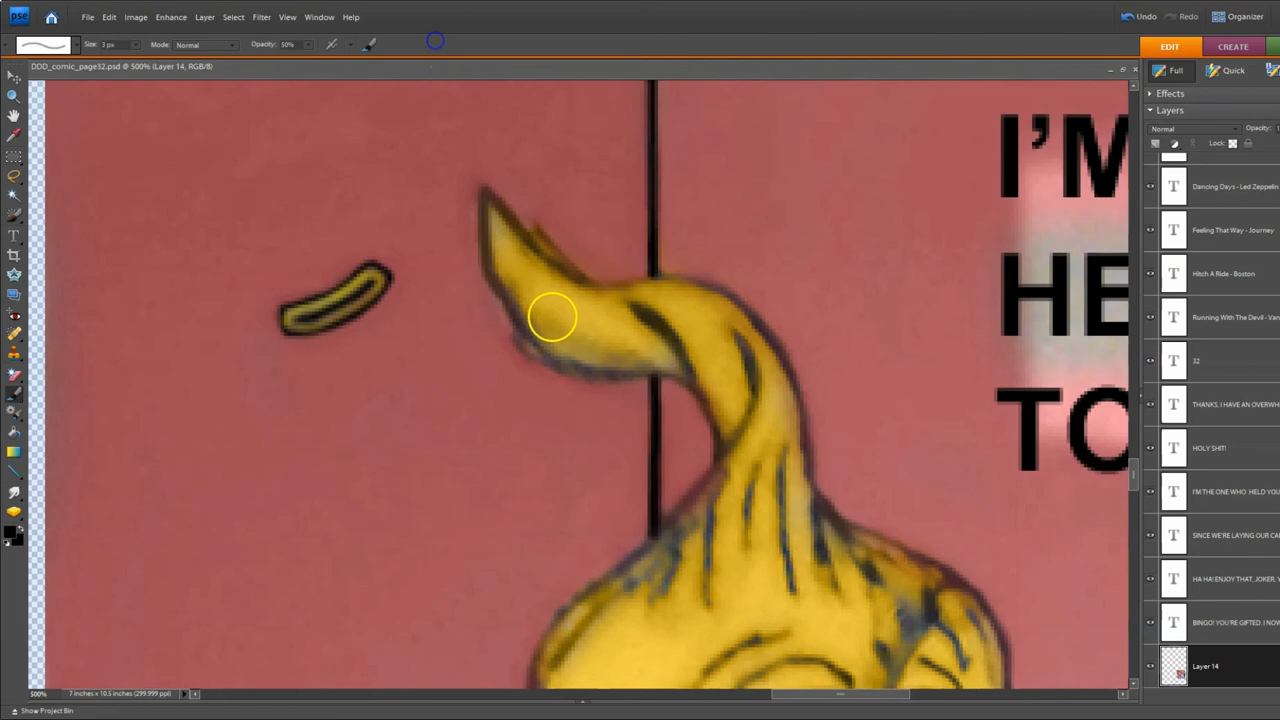 pse File Edit Image Enhance Layer Select Filter View Window Help Undo Redo Organizer
Size: 3 px Mode: Normal Opacity: 50% EDIT CREATE
DDD_comic_page32.psd @ 500% (Layer 14, RGB/8) Full Quick
Effects
Layers
Normal Opacity: 1
Lock:
I'M
HE
TO
T Dancing Days - Led Zeppelin
T Feeling That Way - Journey
T Hitch A Ride - Boston
T Running With The Devil - Van
T 32
T THANKS. I HAVE AN OVERWH
T HOLY SHIT!
T I'M THE ONE WHO HELD YOU
T SINCE WE'RE LAYING OUR CA
T HA HA! ENJOY THAT, JOKER, Y
T BINGO! YOU'RE GIFTED. I NOW
Layer 14
500% 7 inches x 10.5 inches (299.999 ppi)
Show Project Bin